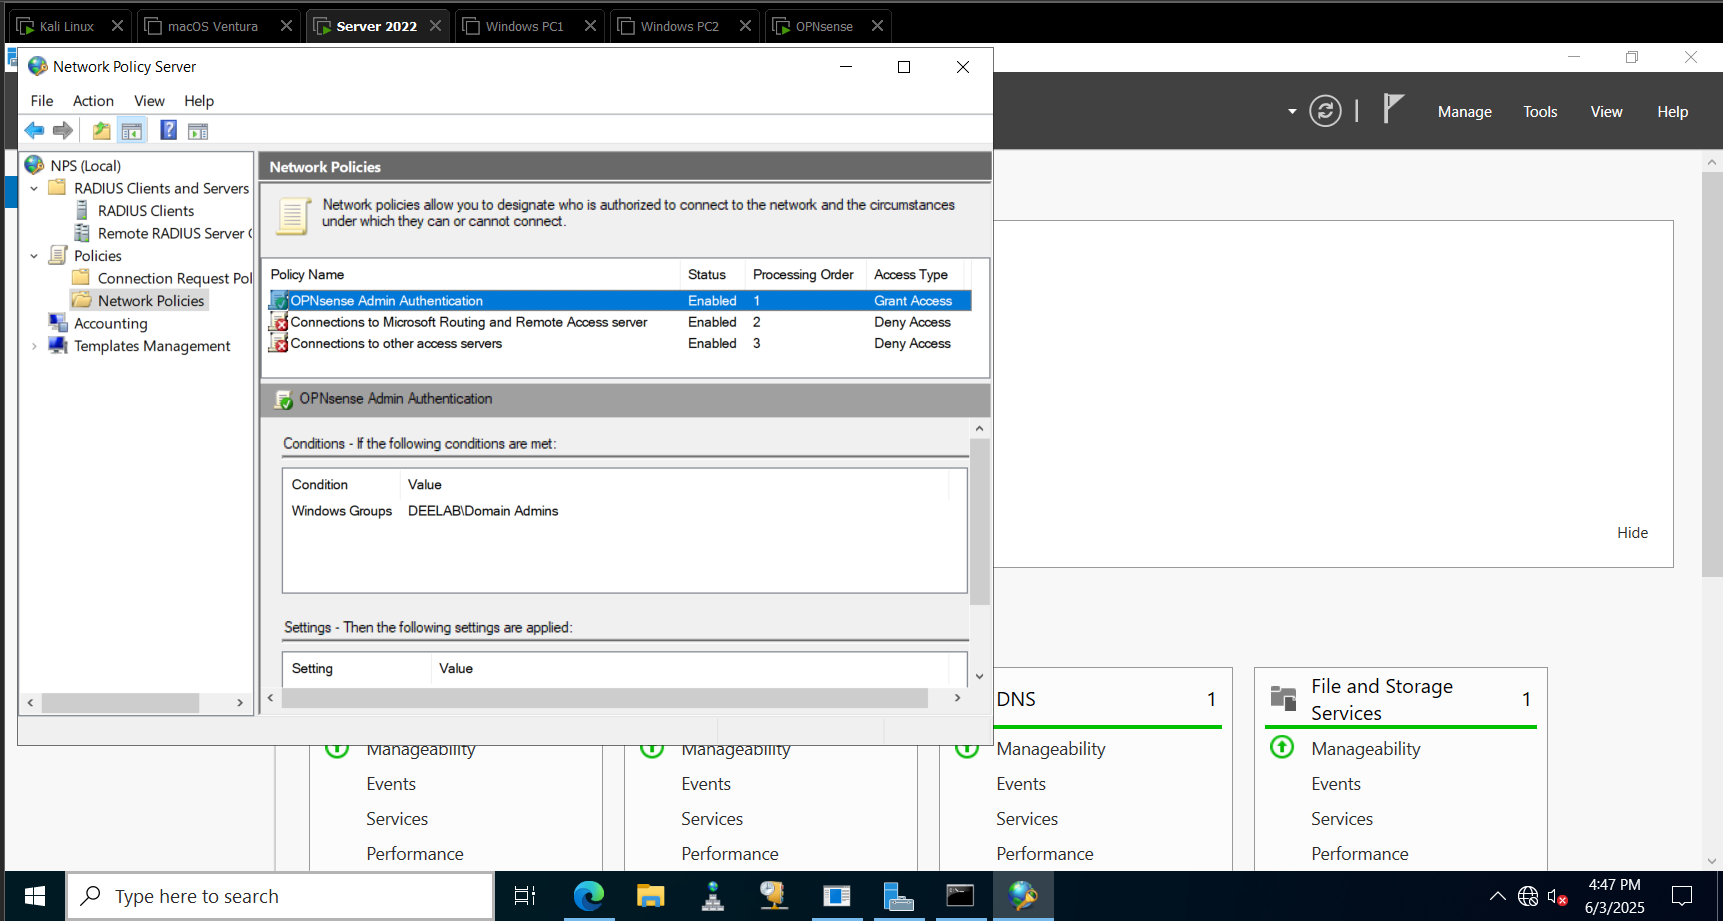 Kali Linux
macOS Ventura
Server 2022
Windows PC1
Windows PC2
OPNsense
Network Policy Server
File Action View Help
Manage Tools View Help
NPS (Local)
RADIUS Clients and Servers
RADIUS Clients
Remote RADIUS Server
Policies
Connection Request Pol
Network Policies
Accounting
Templates Management
Network Policies
Network policies allow you to designate who is authorized to connect to the network and the circumstances
under which they can or cannot connect.
Policy Name Status Processing Order Access Type
OPNsense Admin Authentication Enabled 1 Grant Access
Connections to Microsoft Routing and Remote Access server Enabled 2 Deny Access
Connections to other access servers Enabled 3 Deny Access
OPNsense Admin Authentication
Conditions - If the following conditions are met:
Condition Value
Windows Groups DEELAB\Domain Admins
Settings - Then the following settings are applied:
Setting Value
Hide
DNS 1
File and Storage
Services 1
Manageability Manageability Manageability Manageability
Events Events Events Events
Services Services Services Services
Performance Performance Performance Performance
Type here to search
4:47 PM
6/3/2025